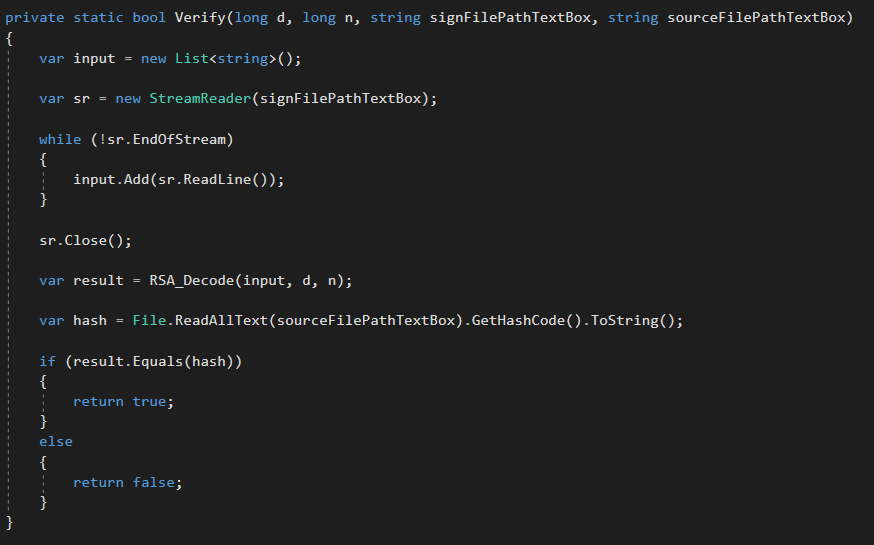 private static bool Verify(long d, long n, string signFilePathTextBox, string sourceFilePathTextBox)
{
var input = new List<string>();
var sr = new StreamReader(signFilePathTextBox);
while (!sr.EndOfStream)
{
input.Add(sr.ReadLine());
}
sr.Close();
var result = RSA_Decode(input, d, n);
var hash = File.ReadAllText(sourceFilePathTextBox).GetHashCode().ToString();
if (result.Equals(hash))
{
return true;
}
else
{
return false;
}
}